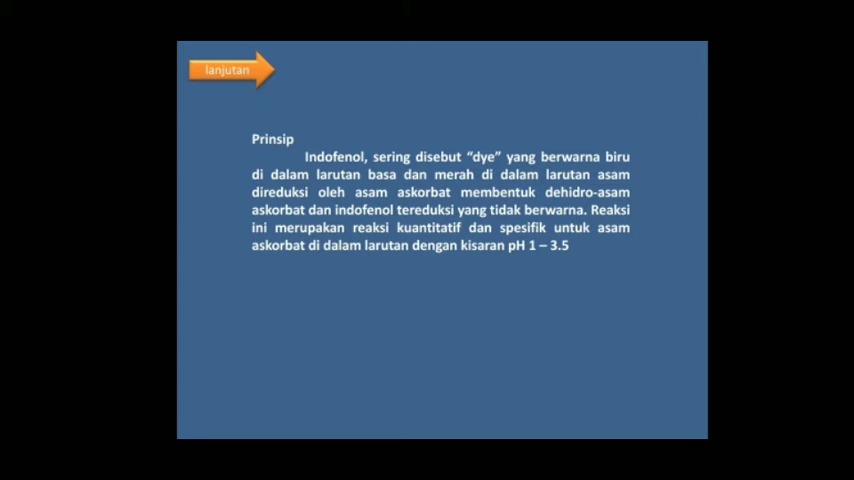 lanjutan
Prinsip
Indofenol, sering disebut “dye” yang berwarna biru
di dalam larutan basa dan merah di dalam larutan asam
direduksi oleh asam askorbat membentuk dehidro-asam
askorbat dan indofenol tereduksi yang tidak berwarna. Reaksi
ini merupakan reaksi kuantitatif dan spesifik untuk asam
askorbat di dalam larutan dengan kisaran pH 1 – 3.5